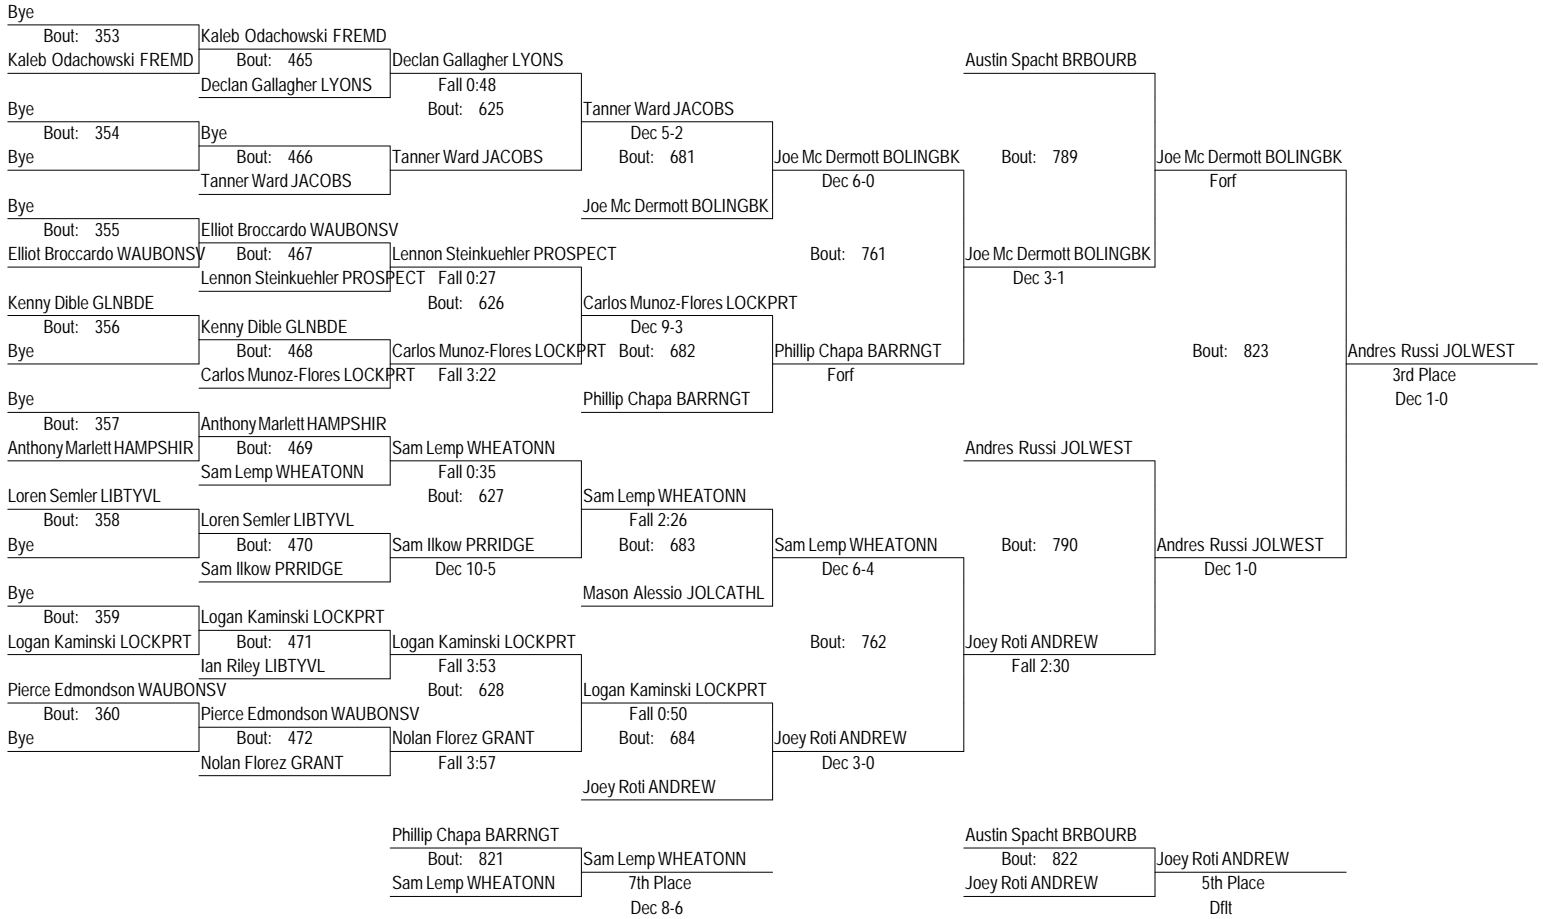 Bye
Bout: 353
Kaleb Odachowski FREMD
Kaleb Odachowski FREMD
Bout: 465
Declan Gallagher LYONS
Declan Gallagher LYONS
Fall 0:48
Bout: 625
Bye
Bout: 354
Bye
Bye
Bout: 466
Tanner Ward JACOBS
Tanner Ward JACOBS
Tanner Ward JACOBS
Dec 5-2
Bout: 681
Joe Mc Dermott BOLINGBK
Joe Mc Dermott BOLINGBK
Dec 6-0
Bye
Bout: 355
Elliot Broccardo WAUBONSV
Elliot Broccardo WAUBONSV
Bout: 467
Lennon Steinkuehler PROSPECT
Lennon Steinkuehler PROSPECT
Fall 0:27
Bout: 626
Kenny Dible GLNBDE
Bout: 356
Bye
Kenny Dible GLNBDE
Bout: 468
Carlos Munoz-Flores LOCKPRT
Carlos Munoz-Flores LOCKPRT
Fall 3:22
Carlos Munoz-Flores LOCKPRT
Dec 9-3
Bout: 682
Phillip Chapa BARRNGT
Phillip Chapa BARRNGT
Forf
Bout: 761
Joe Mc Dermott BOLINGBK
Dec 3-1
Austin Spacht BRBOURB
Bout: 789
Joe Mc Dermott BOLINGBK
Forf
Bye
Bout: 357
Anthony Marlett HAMPSHIR
Anthony Marlett HAMPSHIR
Bout: 469
Sam Lemp WHEATONN
Sam Lemp WHEATONN
Fall 0:35
Bout: 627
Loren Semler LIBTYVL
Bout: 358
Bye
Loren Semler LIBTYVL
Bout: 470
Sam Ilkow PRRIDGE
Sam Ilkow PRRIDGE
Dec 10-5
Sam Lemp WHEATONN
Fall 2:26
Bout: 683
Mason Alessio JOLCATHL
Sam Lemp WHEATONN
Dec 6-4
Bye
Bout: 359
Logan Kaminski LOCKPRT
Logan Kaminski LOCKPRT
Bout: 471
Ian Riley LIBTYVL
Logan Kaminski LOCKPRT
Fall 3:53
Bout: 628
Pierce Edmondson WAUBONSV
Bout: 360
Bye
Pierce Edmondson WAUBONSV
Bout: 472
Nolan Florez GRANT
Nolan Florez GRANT
Fall 3:57
Logan Kaminski LOCKPRT
Fall 0:50
Bout: 684
Joey Roti ANDREW
Joey Roti ANDREW
Dec 3-0
Bout: 762
Joey Roti ANDREW
Fall 2:30
Andres Russi JOLWEST
Bout: 790
Andres Russi JOLWEST
Dec 1-0
Bout: 823
Andres Russi JOLWEST
3rd Place
Dec 1-0
Phillip Chapa BARRNGT
Bout: 821
Sam Lemp WHEATONN
Sam Lemp WHEATONN
7th Place
Dec 8-6
Austin Spacht BRBOURB
Bout: 822
Joey Roti ANDREW
Joey Roti ANDREW
5th Place
Dflt